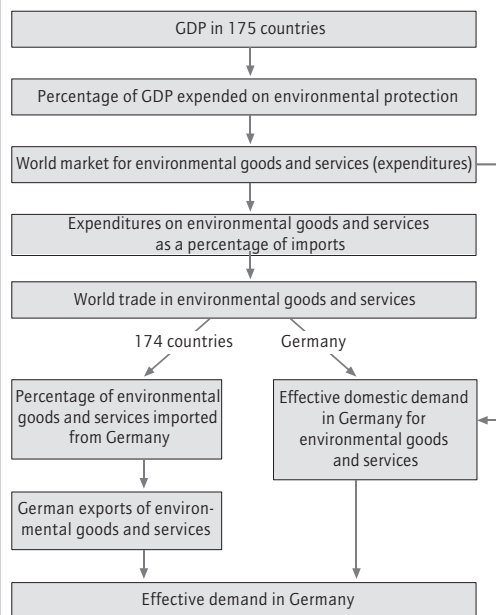 GDP in 175 countries
Percentage of GDP expended on environmental protection
World market for environmental goods and services (expenditures)
Expenditures on environmental goods and services
as a percentage of imports
World trade in environmental goods and services
174 countries
Germany
Percentage of environmental
goods and services imported
from Germany
Effective domestic demand
in Germany for
environmental goods
and services
German exports of environ-
mental goods and services
Effective demand in Germany